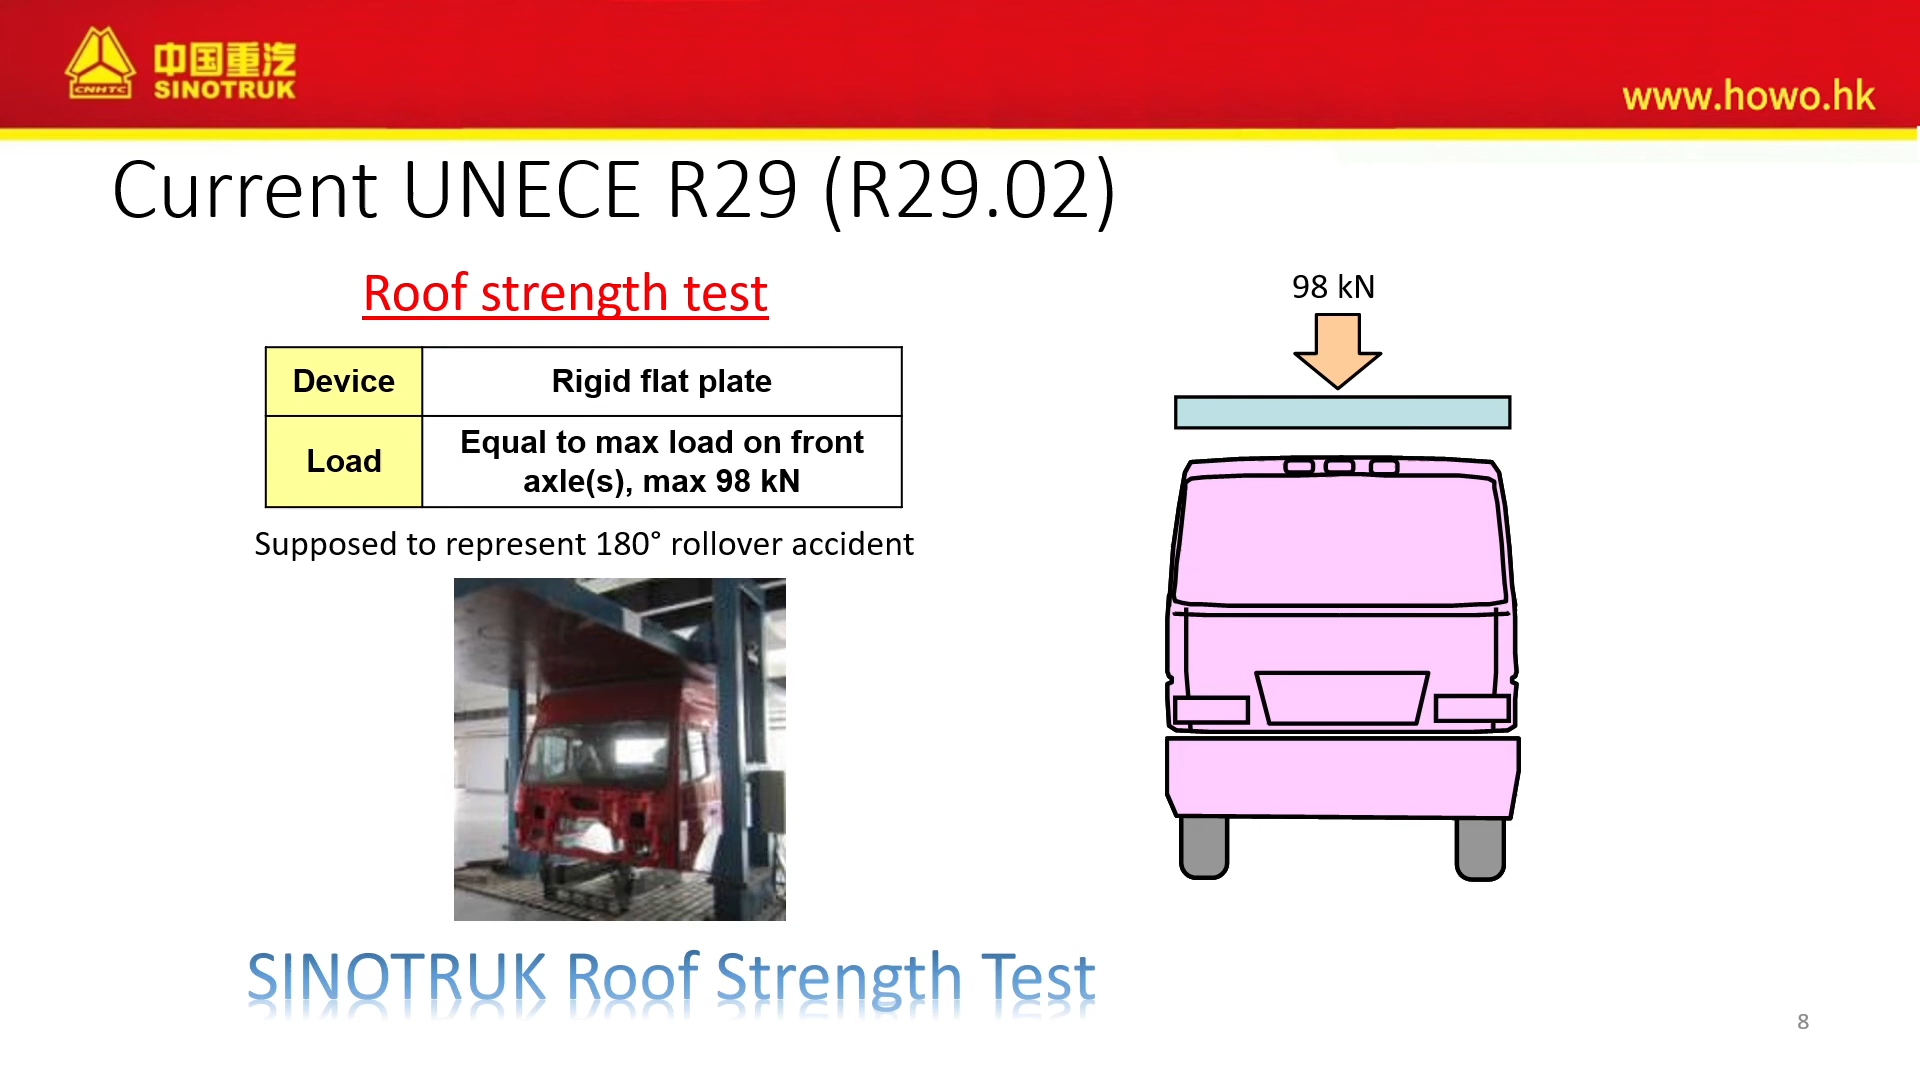 中国重汽
CNHTC
SINOTRUK
www.howo.hk
Current UNECE R29 (R29.02)
Roof strength test
98 kN
Device
Rigid flat plate
Load
Equal to max load on front
axle(s), max 98 kN
Supposed to represent 180° rollover accident
SINOTRUK Roof Strength Test
8